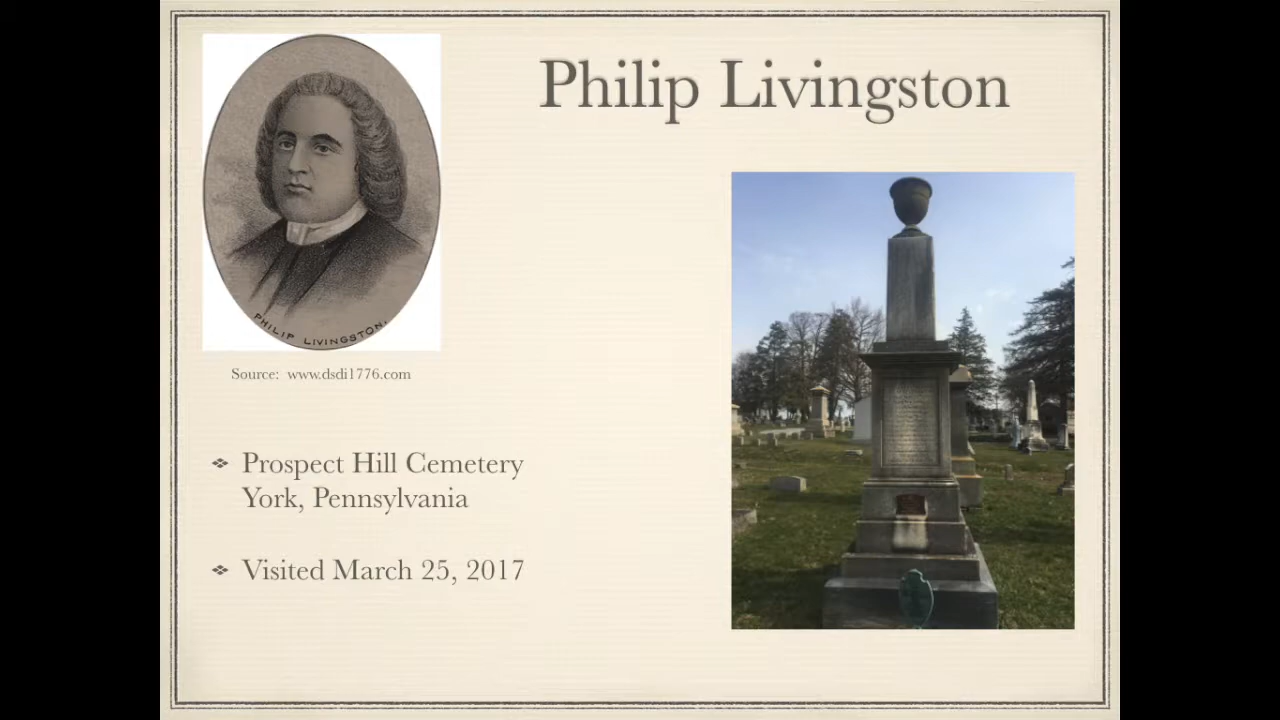 Philip Livingston
PHILIP LIVINGSTON.
Source: www.dsdi1776.com
❖ Prospect Hill Cemetery
York, Pennsylvania
❖ Visited March 25, 2017